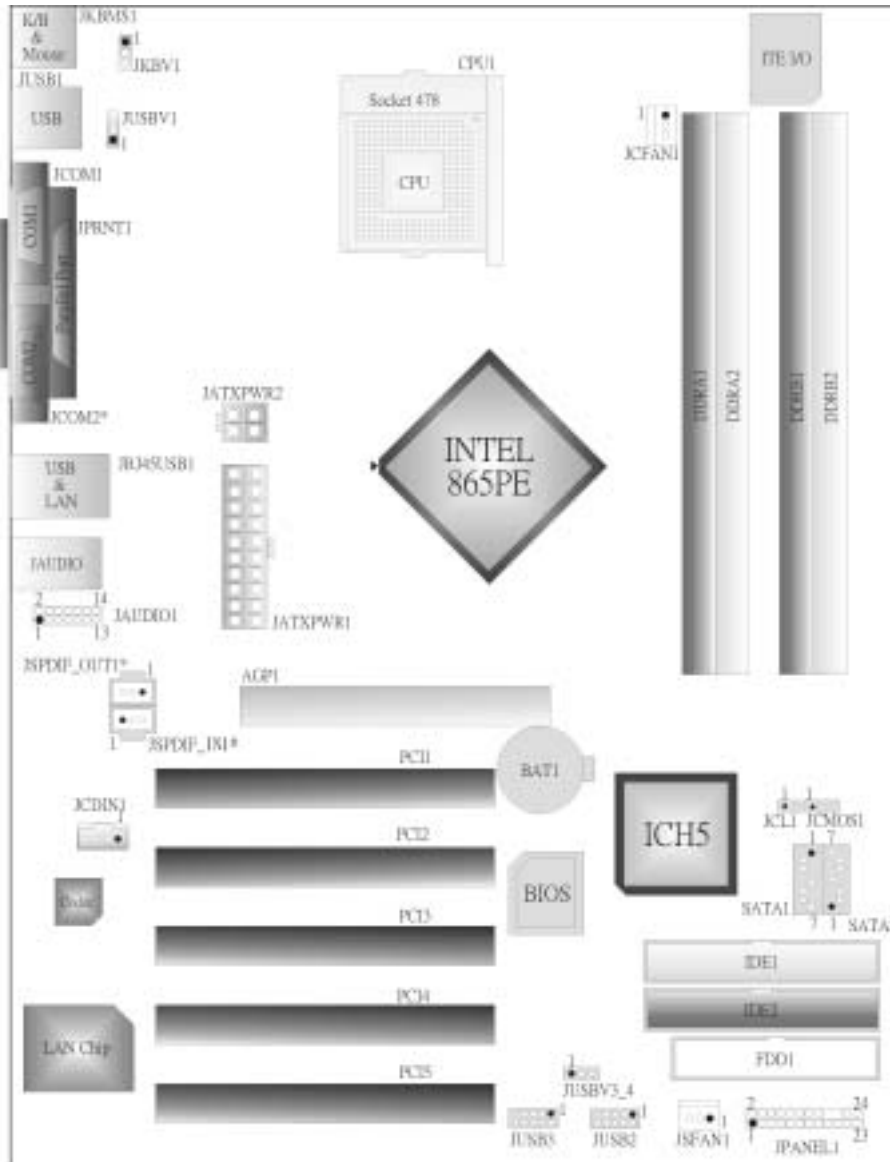 K/B
&
Mouse
JKBMS1
1
JKBV1
JUSB1
USB
JUSBV1
1
CPU1
Socket 478
CPU
ITE I/O
1
JCFAN1
JCOM1
COM1
JPRNT1
Parallel Port
COM2
JCOM2*
JATXPWR2
INTEL
865PE
DDRA1
DDRA2
DDRB1
DDRB2
USB
&
LAN
JRJ45USB1
JAUDIO
2
14
1
13
JAUDIO1
JATXPWR1
JSPDIF_OUT1*
1
AGP1
1
JSPDIF_IN1*
PCI1
BAT1
JCDIN1
1
PCI2
ICH5
1
1
JCL1
JCMOS1
1
7
BIOS
Codec
PCI3
SATA1
7
1
SATA
IDE1
PCI4
IDE2
LAN Chip
PCI5
FDD1
1
JUSBV3_4
1
JUSB3
1
JUSB2
1
JSFAN1
2
24
1
23
JPANEL1